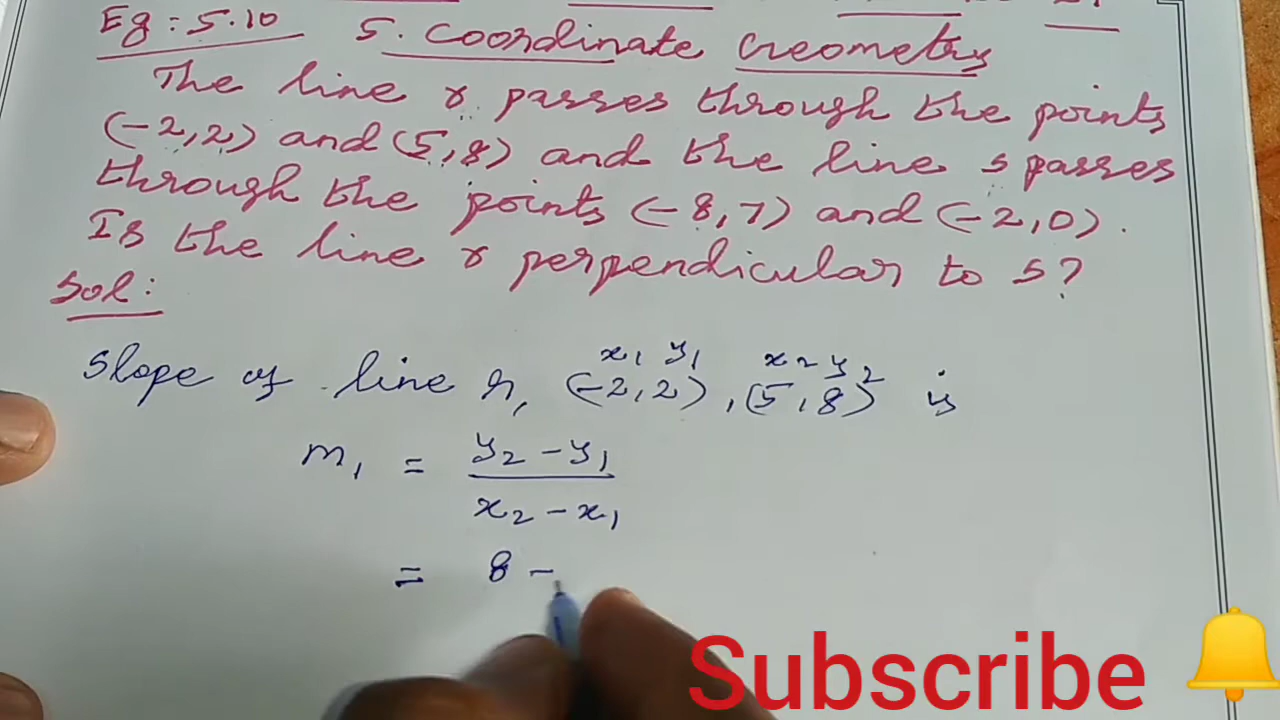 Eg: 5.10 5. Coordinate Geometry
The line r passes through the points
(-2,2) and (5,8) and the line s passes
through the points (-8,7) and (-2,0).
Is the line r perpendicular to s?
Sol:
x1 y1 x2 y2
Slope of line r, (-2,2), (5,8) is
m1 = y2 - y1
x2 - x1
= 8 -
Subscribe